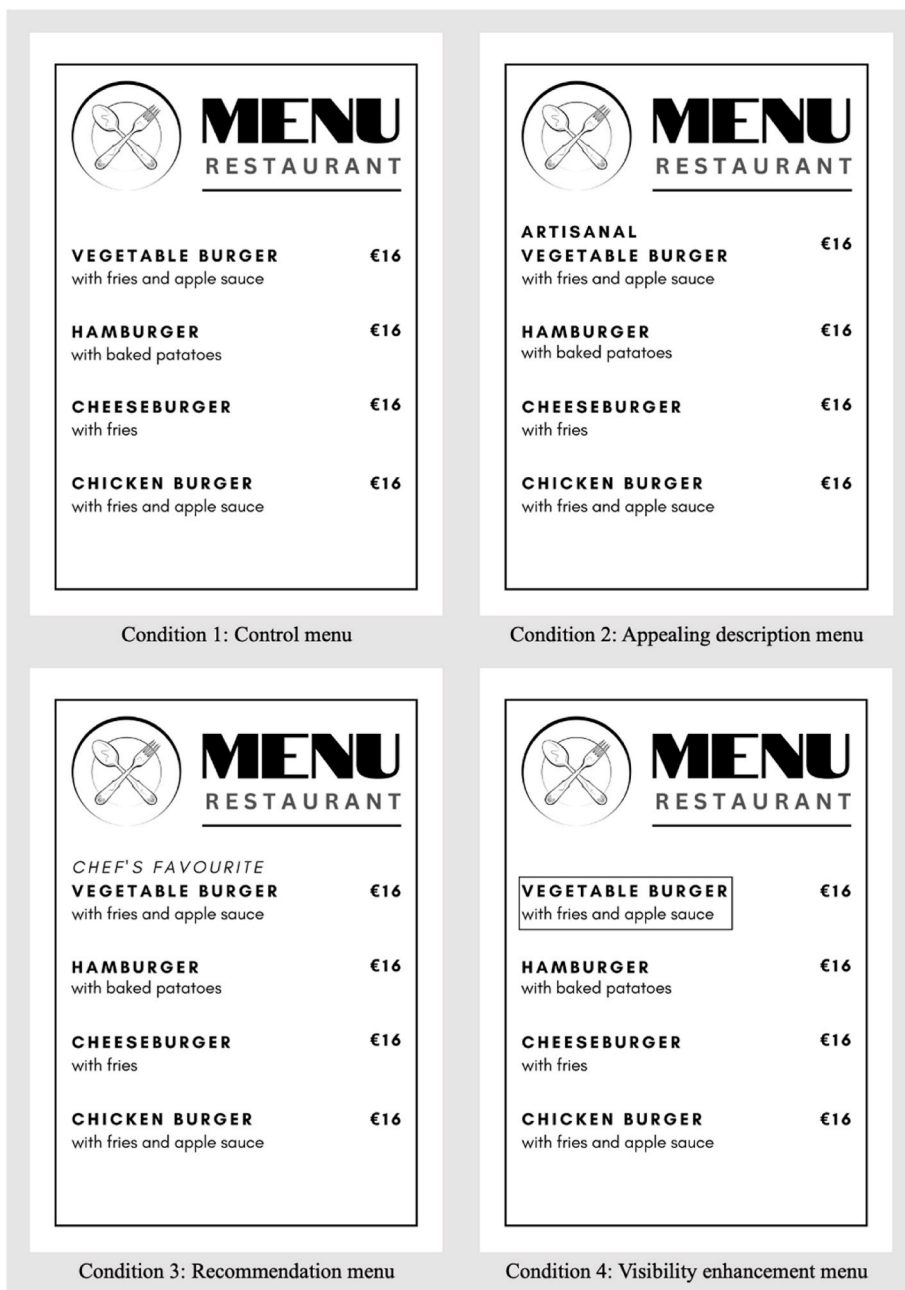 MENU
RESTAURANT
VEGETABLE BURGER €16
with fries and apple sauce
HAMBURGER €16
with baked patatoes
CHEESEBURGER €16
with fries
CHICKEN BURGER €16
with fries and apple sauce
Condition 1: Control menu
MENU
RESTAURANT
ARTISANAL
VEGETABLE BURGER €16
with fries and apple sauce
HAMBURGER €16
with baked patatoes
CHEESEBURGER €16
with fries
CHICKEN BURGER €16
with fries and apple sauce
Condition 2: Appealing description menu
MENU
RESTAURANT
CHEF'S FAVOURITE
VEGETABLE BURGER €16
with fries and apple sauce
HAMBURGER €16
with baked patatoes
CHEESEBURGER €16
with fries
CHICKEN BURGER €16
with fries and apple sauce
Condition 3: Recommendation menu
MENU
RESTAURANT
VEGETABLE BURGER €16
with fries and apple sauce
HAMBURGER €16
with baked patatoes
CHEESEBURGER €16
with fries
CHICKEN BURGER €16
with fries and apple sauce
Condition 4: Visibility enhancement menu